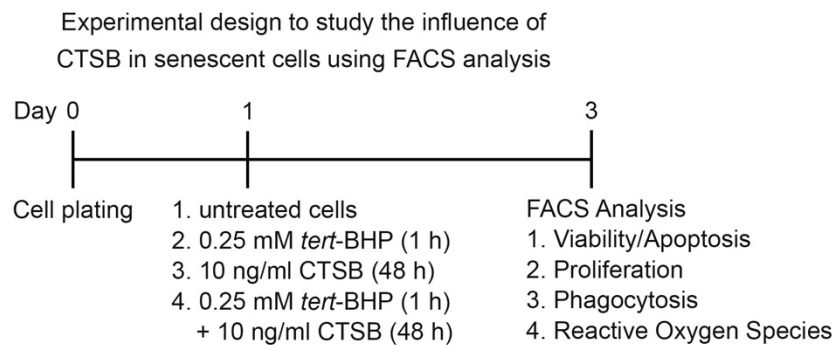 Experimental design to study the influence of
CTSB in senescent cells using FACS analysis
Day 0 1 3
Cell plating
1. untreated cells
2. 0.25 mM tert-BHP (1 h)
3. 10 ng/ml CTSB (48 h)
4. 0.25 mM tert-BHP (1 h)
+ 10 ng/ml CTSB (48 h)
FACS Analysis
1. Viability/Apoptosis
2. Proliferation
3. Phagocytosis
4. Reactive Oxygen Species